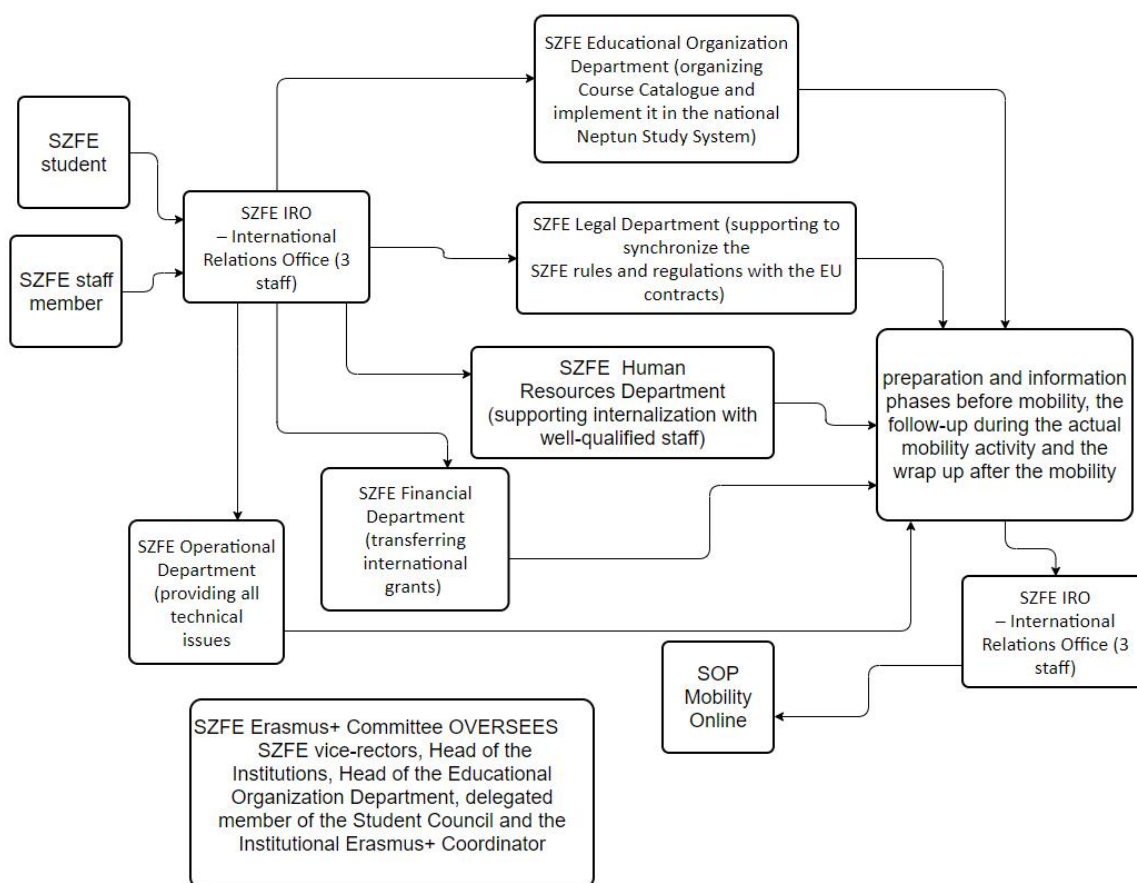 SZFE Educational Organization
Department (organizing
Course Catalogue and
implement it in the national
Neptun Study System)
SZFE
student
SZFE IRO
– International
Relations Office (3
staff)
SZFE Legal Department (supporting to
synchronize the
SZFE rules and regulations with the EU
contracts)
SZFE staff
member
SZFE Human
Resources Department
(supporting internalization with
well-qualified staff)
preparation and information
phases before mobility, the
follow-up during the actual
mobility activity and the
wrap up after the mobility
SZFE Financial
Department
(transferring
international
grants)
SZFE Operational
Department
(providing all
technical
issues
SZFE IRO
– International
Relations Office (3
staff)
SOP
Mobility
Online
SZFE Erasmus+ Committee OVERSEES
SZFE vice-rectors, Head of the
Institutions, Head of the Educational
Organization Department, delegated
member of the Student Council and the
Institutional Erasmus+ Coordinator